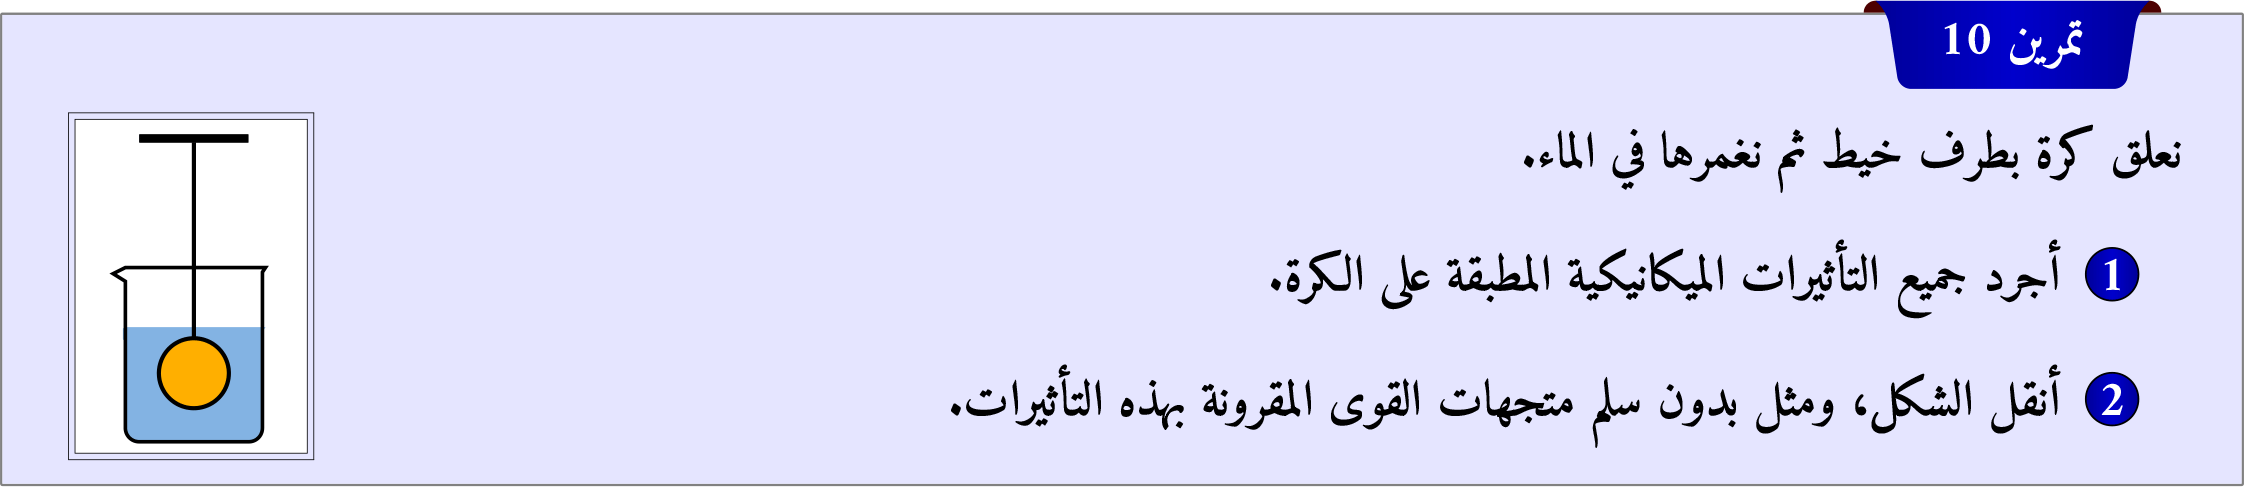 تمرين 10
نعلق كرة بطرف خيط ثم نغمرها في الماء.
1 أجرد جميع التأثيرات الميكانيكية المطبقة على الكرة.
2 أنقل الشكل، ومثل بدون سلم متجهات القوى المقرونة بهذه التأثيرات.